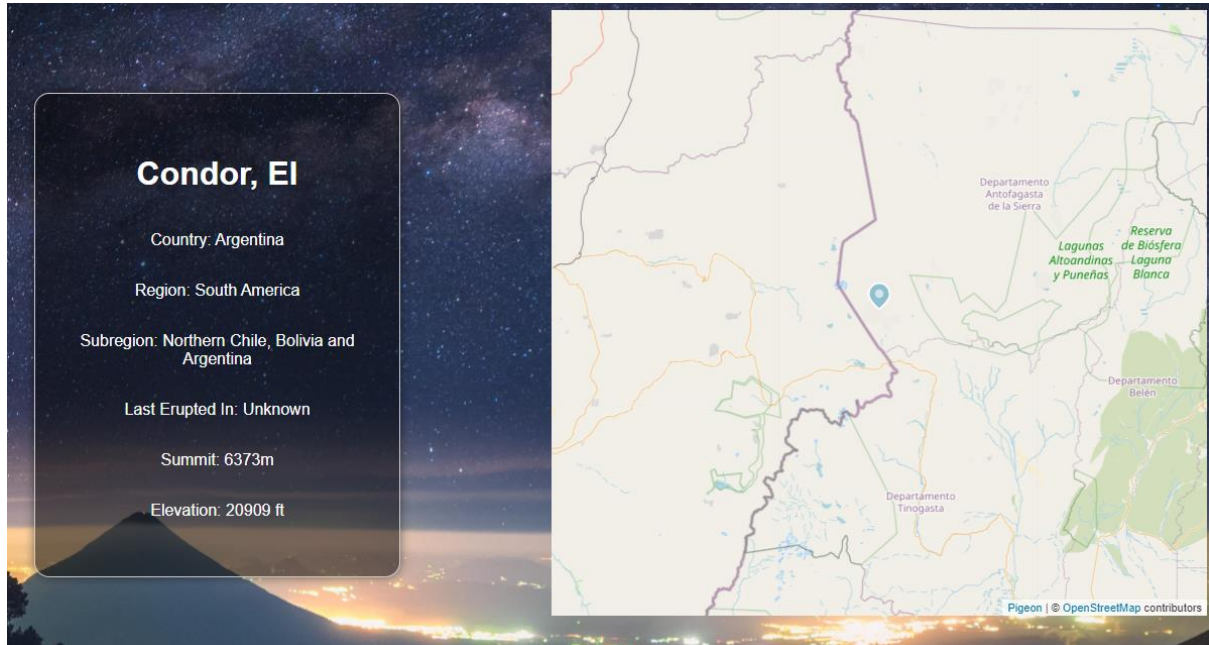 Condor, El
Country: Argentina
Region: South America
Subregion: Northern Chile, Bolivia and
Argentina
Last Erupted In: Unknown
Summit: 6373m
Elevation: 20909 ft
Departamento
Antofagasta
de la Sierra
Lagunas
Altoandinas
y Puneñas
Reserva
de Biósfera
Laguna
Blanca
Departamento
Belén
Departamento
Tinogasta
Pigeon | © OpenStreetMap contributors